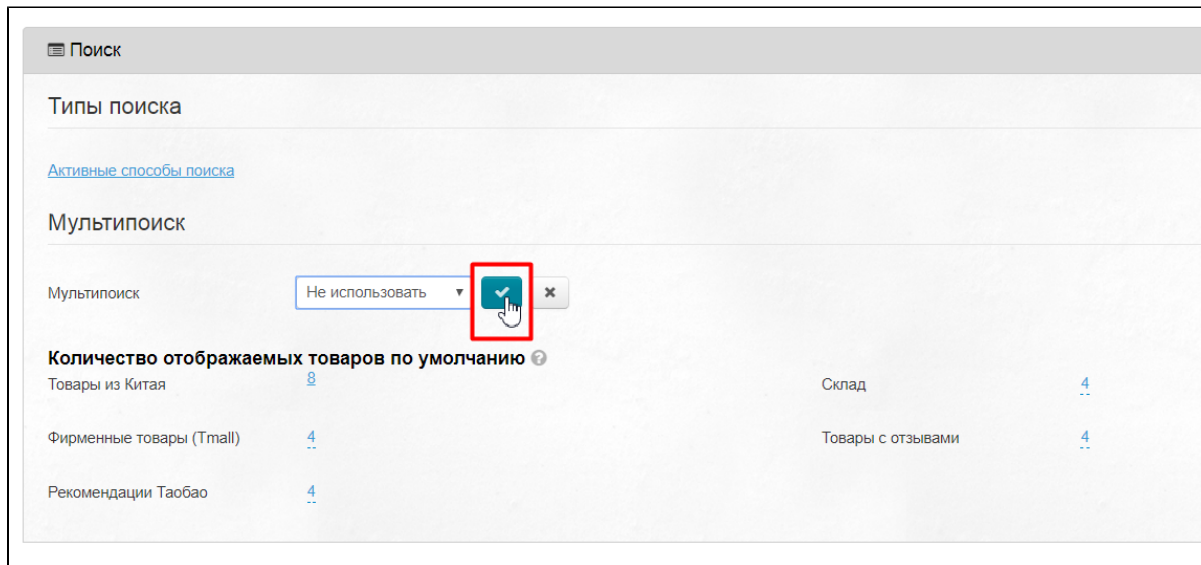 Поиск
Типы поиска
Активные способы поиска
Мультипоиск
Мультипоиск Не использовать
Количество отображаемых товаров по умолчанию ?
Товары из Китая 8 Склад 4
Фирменные товары (Tmall) 4 Товары с отзывами 4
Рекомендации Таобао 4